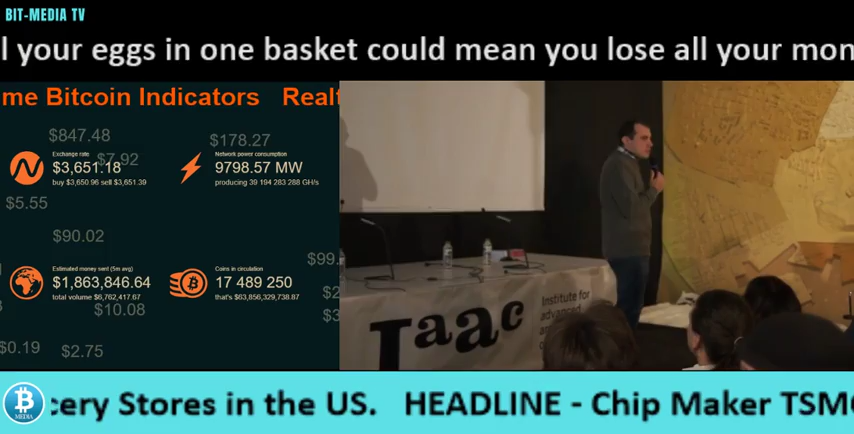 BIT-MEDIA TV
l your eggs in one basket could mean you lose all your mon
me Bitcoin Indicators Realt
$847.48
$178.27
Exchange rate
$7.92
$3,651.18
buy $3,650.96 sell $3,651.39
Network power consumption
9798.57 MW
producing 39 194 283 288 GH/s
$5.55
$90.02
$99.
Estimated money sent (5m avg)
$1,863,846.64
total volume $6,762,417.67
Coins in circulation
17 489 250
that's $63,856,329,738.87
$2
$10.08
$3
$0.19
$2.75
Iaac
Institute for
advanced
MEDIA
cery Stores in the US. HEADLINE - Chip Maker TSM